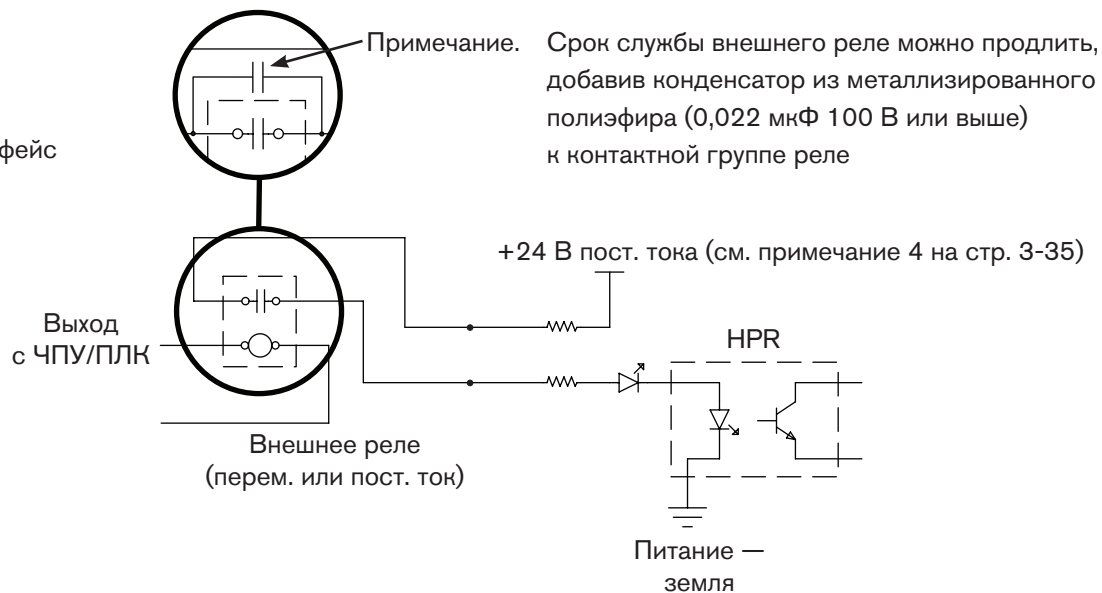 Примечание.
Срок службы внешнего реле можно продлить,
добавив конденсатор из металлизированного
полиэфира (0,022 мкФ 100 В или выше)
к контактной группе реле
фейс
+24 В пост. тока (см. примечание 4 на стр. 3-35)
Выход
с ЧПУ/ПЛК
HPR
Внешнее реле
(перем. или пост. ток)
Питание —
земля